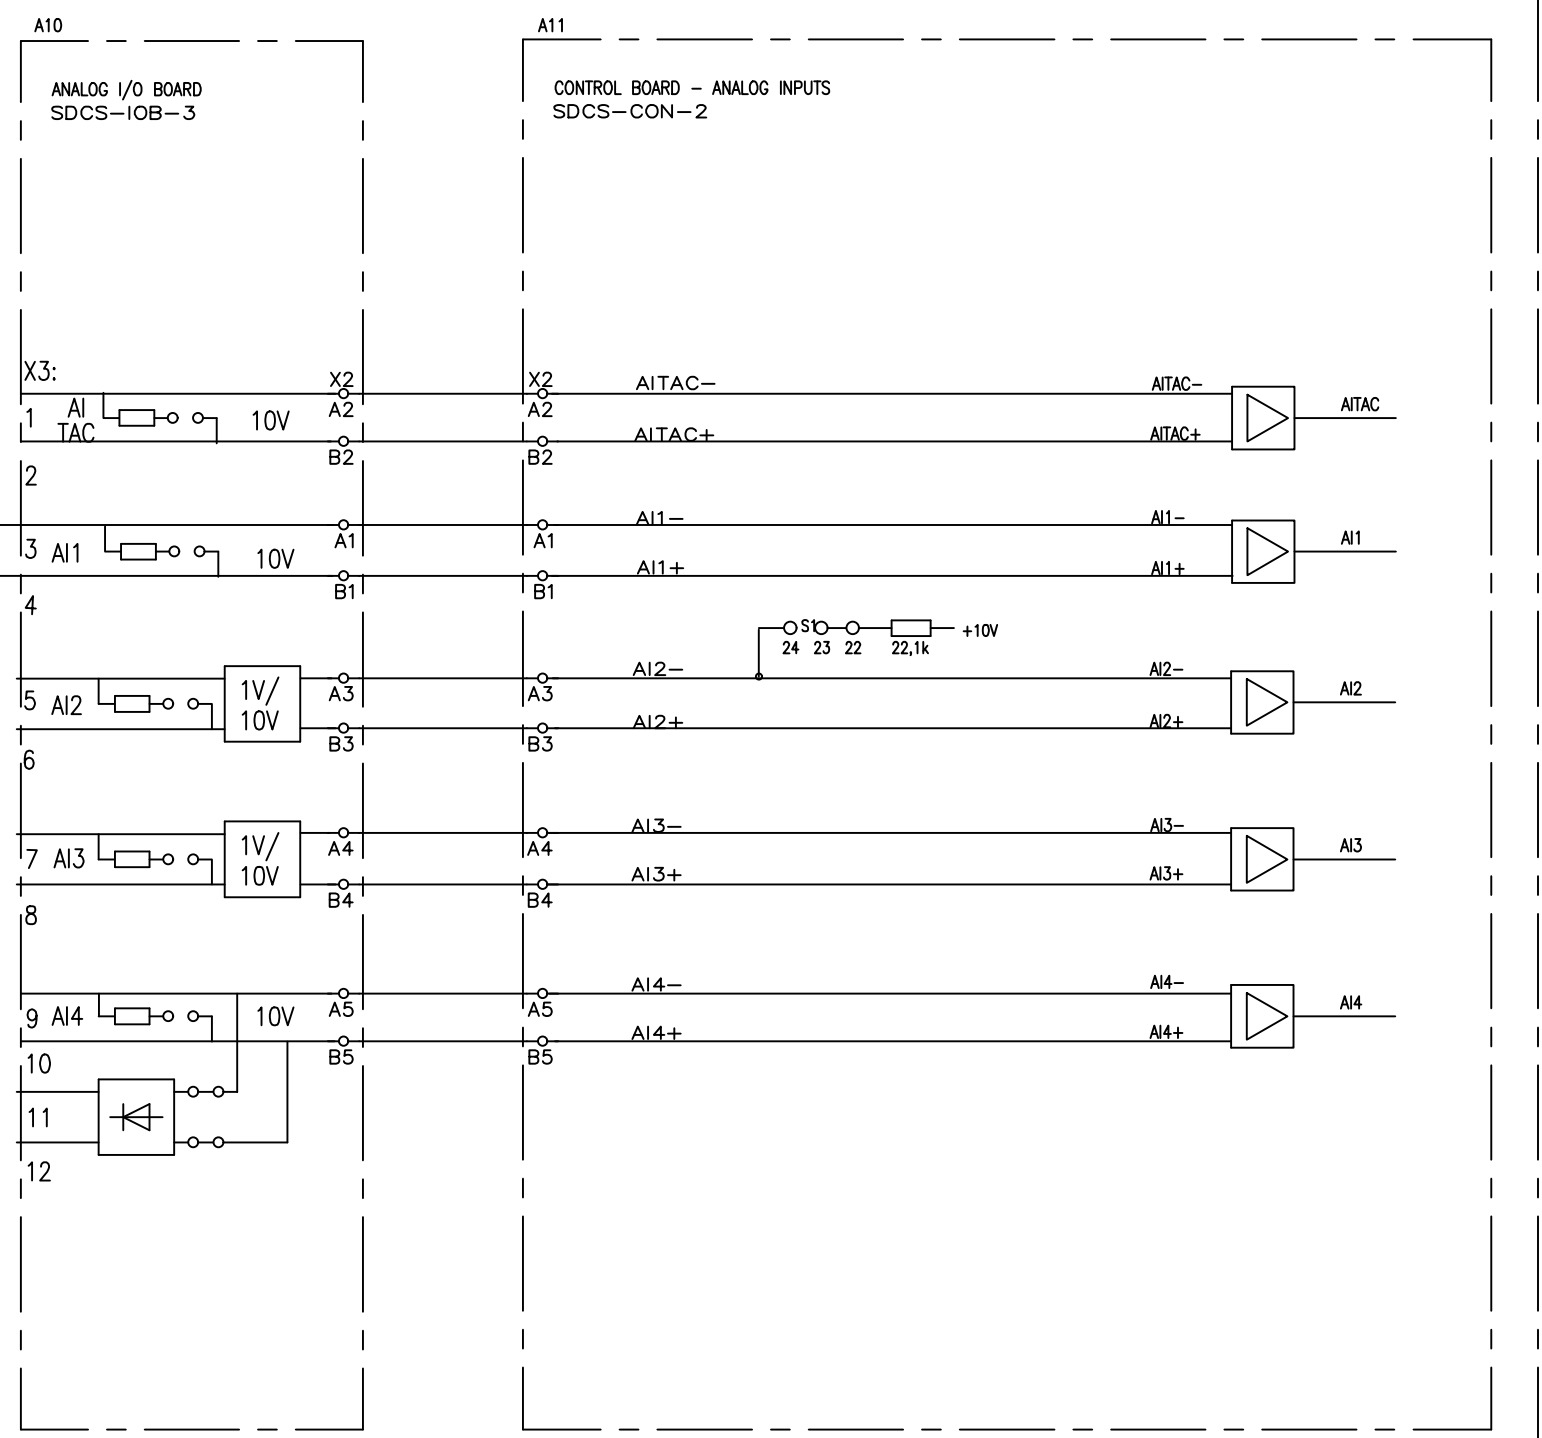 A10
A11
ANALOG I/O BOARD
SDCS-IOB-3
CONTROL BOARD - ANALOG INPUTS
SDCS-CON-2
X3:
X2
X2
AITAC-
AITAC-
1
AI
TAC
10V
A2
A2
AITAC
B2
B2
AITAC+
AITAC+
2
AI1-
AI1-
3
AI1
10V
A1
A1
AI1
B1
B1
AI1+
AI1+
4
S1
24
23
22
22,1k
+10V
AI2-
AI2-
5
AI2
1V/
10V
A3
A3
AI2
AI2+
AI2+
B3
B3
6
AI3-
AI3-
7
AI3
1V/
10V
A4
A4
AI3
AI3+
AI3+
B4
B4
8
AI4-
AI4-
9
AI4
10V
A5
A5
AI4
AI4+
AI4+
B5
B5
10
11
12